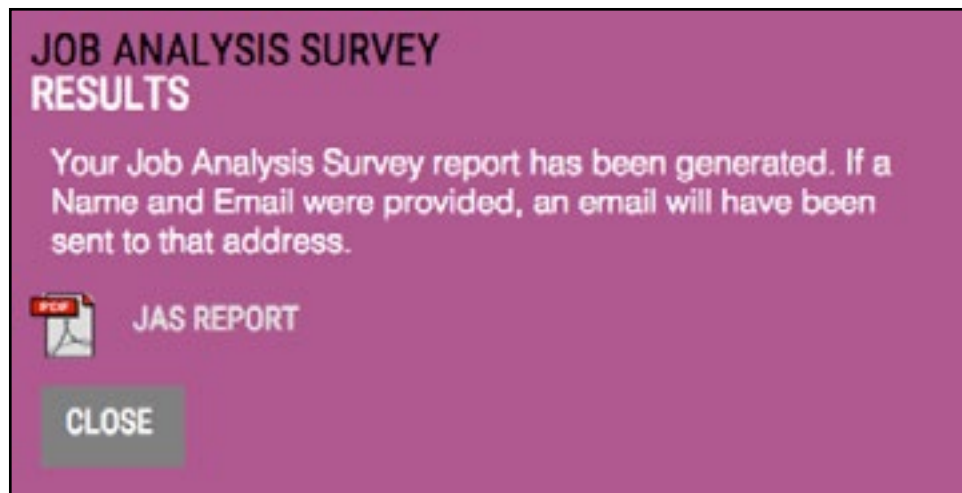 JOB ANALYSIS SURVEY
RESULTS
Your Job Analysis Survey report has been generated. If a
Name and Email were provided, an email will have been
sent to that address.
PDF
JAS REPORT
CLOSE